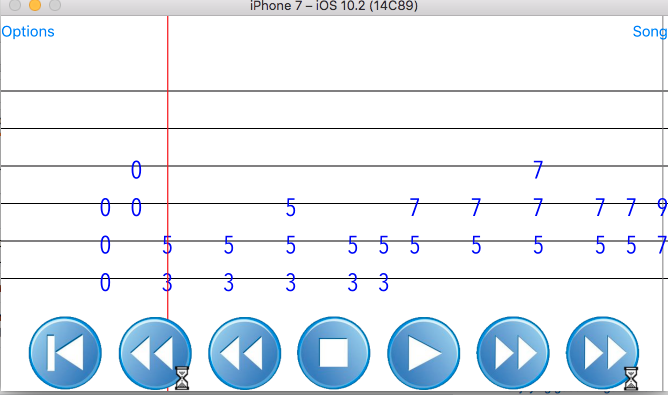 iPhone 7 – iOS 10.2 (14C89)
Options Song
0 7
0 0 5 7 7 7 7 7 9
0 5 5 5 5 5 5 5 5 5 5 7
0 3 3 3 3 3